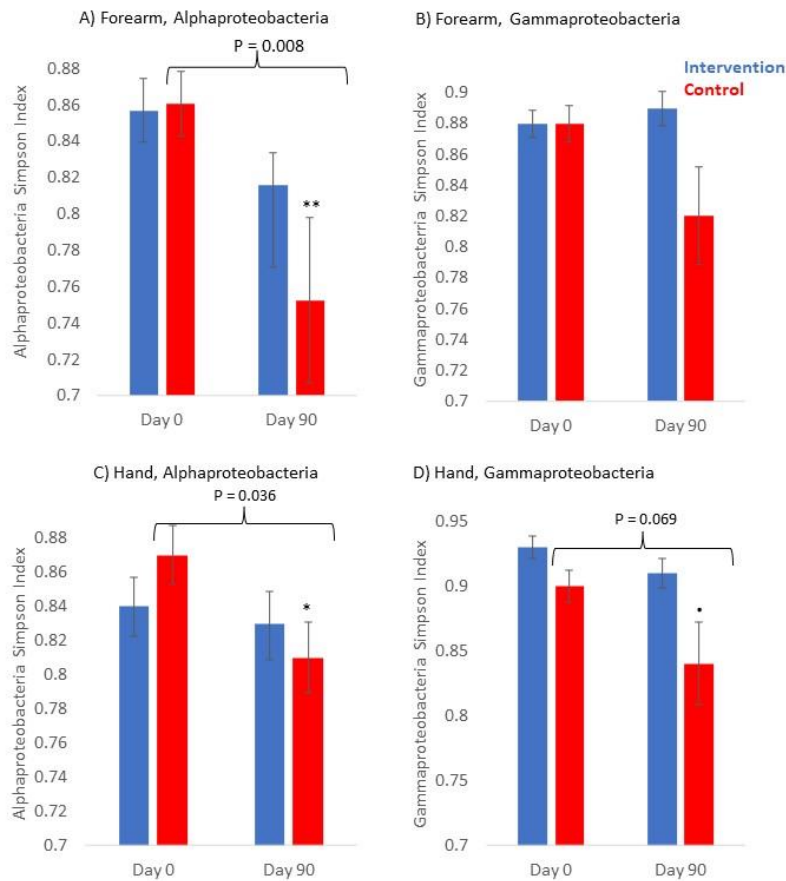 A) Forearm, Alphaproteobacteria
P = 0.008
Alphaproteobacteria Simpson Index
0.88
0.86
0.84
0.82
0.8
0.78
0.76
0.74
0.72
0.7
**
Day 0 Day 90
B) Forearm, Gammaproteobacteria
Intervention
Control
Gammaproteobacterria Simpson Index
0.9
0.88
0.86
0.84
0.82
0.8
0.78
0.76
0.74
0.72
0.7
Day 0 Day 90
C) Hand, Alphaproteobacteria
P = 0.036
Alphaproteobacteria Simpson Index
0.88
0.86
0.84
0.82
0.8
0.78
0.76
0.74
0.72
0.7
*
Day 0 Day 90
D) Hand, Gammaproteobacteria
P = 0.069
Gammaproteobacteria Simpson Index
0.95
0.9
0.85
0.8
0.75
0.7
•
Day 0 Day 90